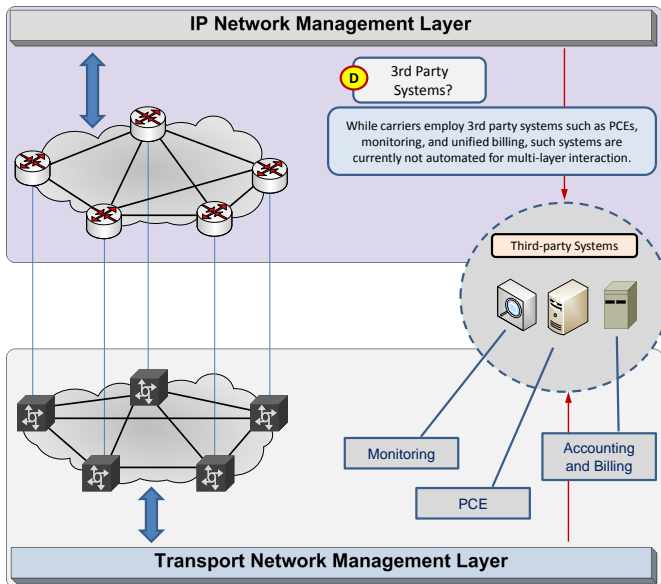 IP Network Management Layer
D
3rd Party
Systems?
While carriers employ 3rd party systems such as PCEs,
monitoring, and unified billing, such systems are
currently not automated for multi-layer interaction.
Third-party Systems
Monitoring
Accounting
and Billing
PCE
Transport Network Management Layer